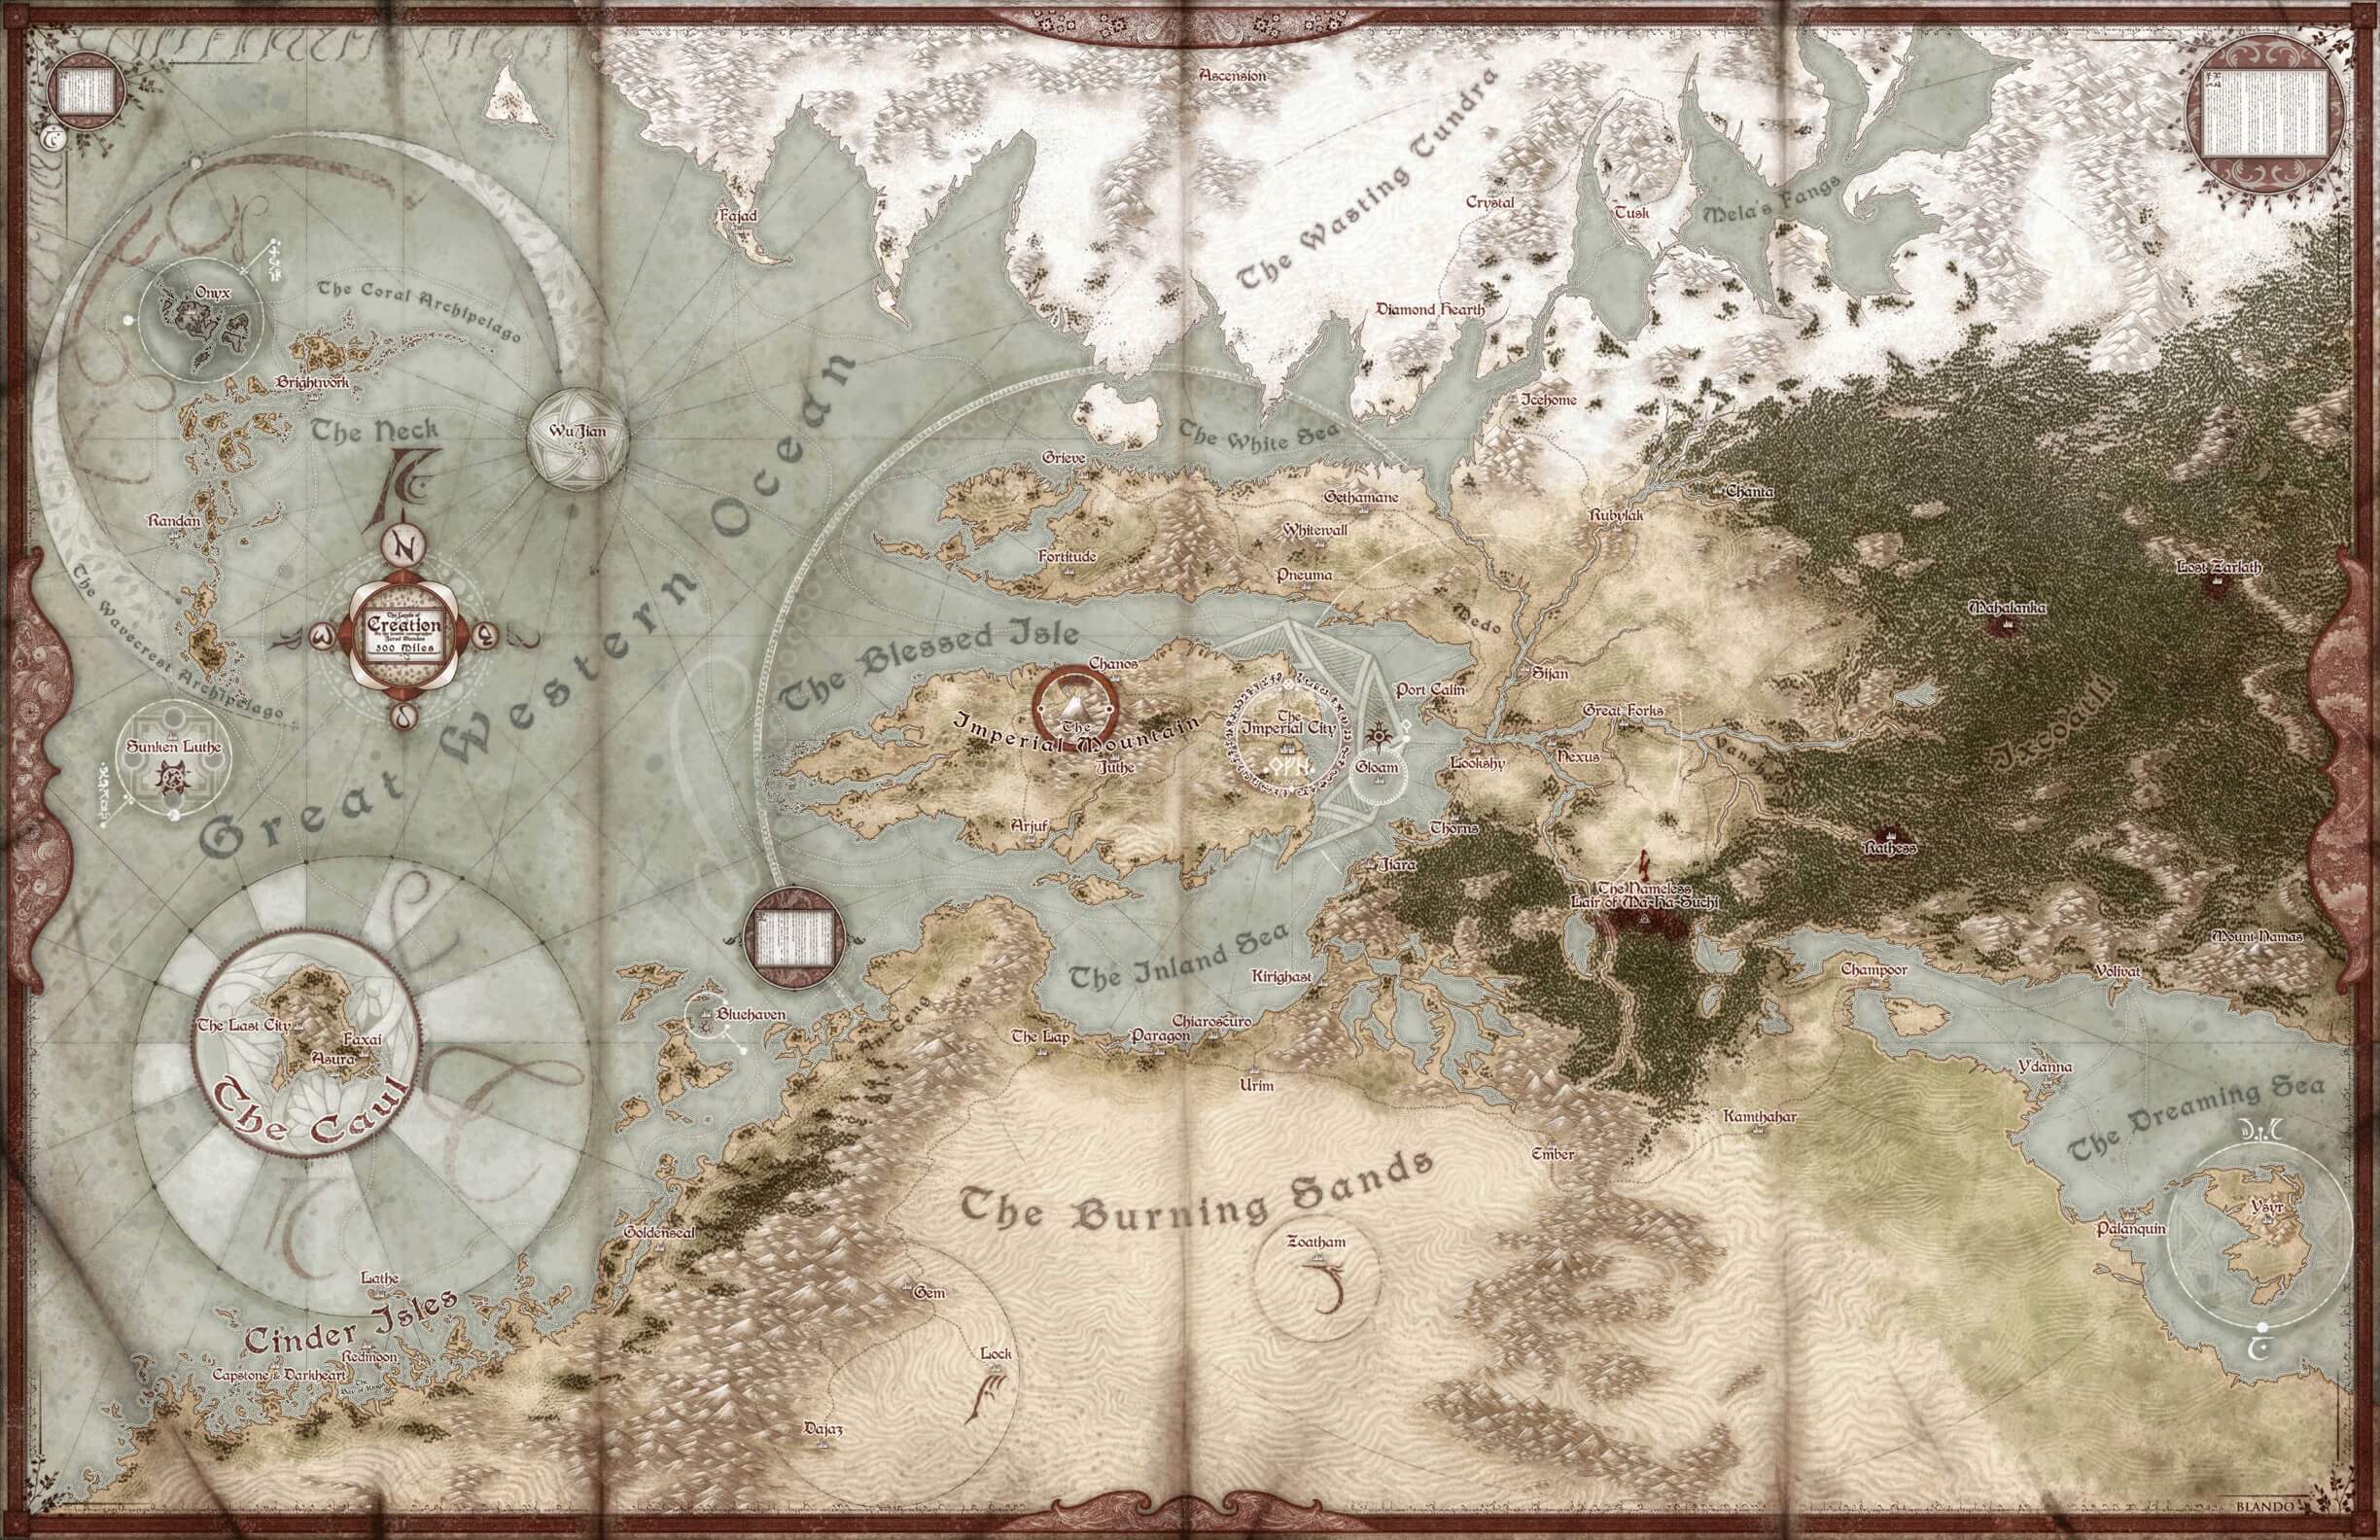 Ascension
The Wasting Tundra
Fajad
Crystal
Tusk
Mela's Fangs
Onyx
The Coral Archipelago
Diamond Hearth
Brightwork
Icehome
The Neck
WuJian
The White Sea
Great Western Ocean
Grieve
Gethamane
Chanta
Randan
Whitewall
Rubylak
N
Fortitude
Pneuma
Lost Zarlath
The Wavecrest Archipelago
Medo
Mahalanka
Creation
500 Miles
The Blessed Isle
Chanos
Sijan
Port Calin
Great Forks
The
Imperial Mountain
The
Imperial City
Sunken Luthe
Juthe
Gloam
Lookshy
Nexus
Arjuf
Thorns
Rathess
Jiara
The Nameless
Lair of Ma-Ha-Suchi
Mount Namas
The Inland Sea
Kirighast
Champoor
Volivat
Bluehaven
An-Teng
The Last City
Faxai
Asura
The Caul
The Lap
Paragon
Chiaroscuro
Urim
Y'danna
The Dreaming Sea
Kamthahar
Ember
The Burning Sands
Goldenseal
Zoatham
Ysyr
Palanquin
Lathe
Cinder Isles
Gem
Redmoon
Capstone & Darkheart
Lock
Dajaz
BLANDO